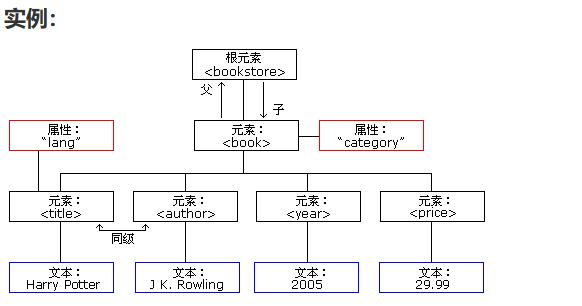 实例：
根元素
<bookstore>
父
子
属性：
"lang"
元素：
<book>
属性：
"category"
元素：
<title>
元素：
<author>
元素：
<year>
元素：
<price>
同级
文本：
Harry Potter
文本：
J K. Rowling
文本：
2005
文本：
29.99